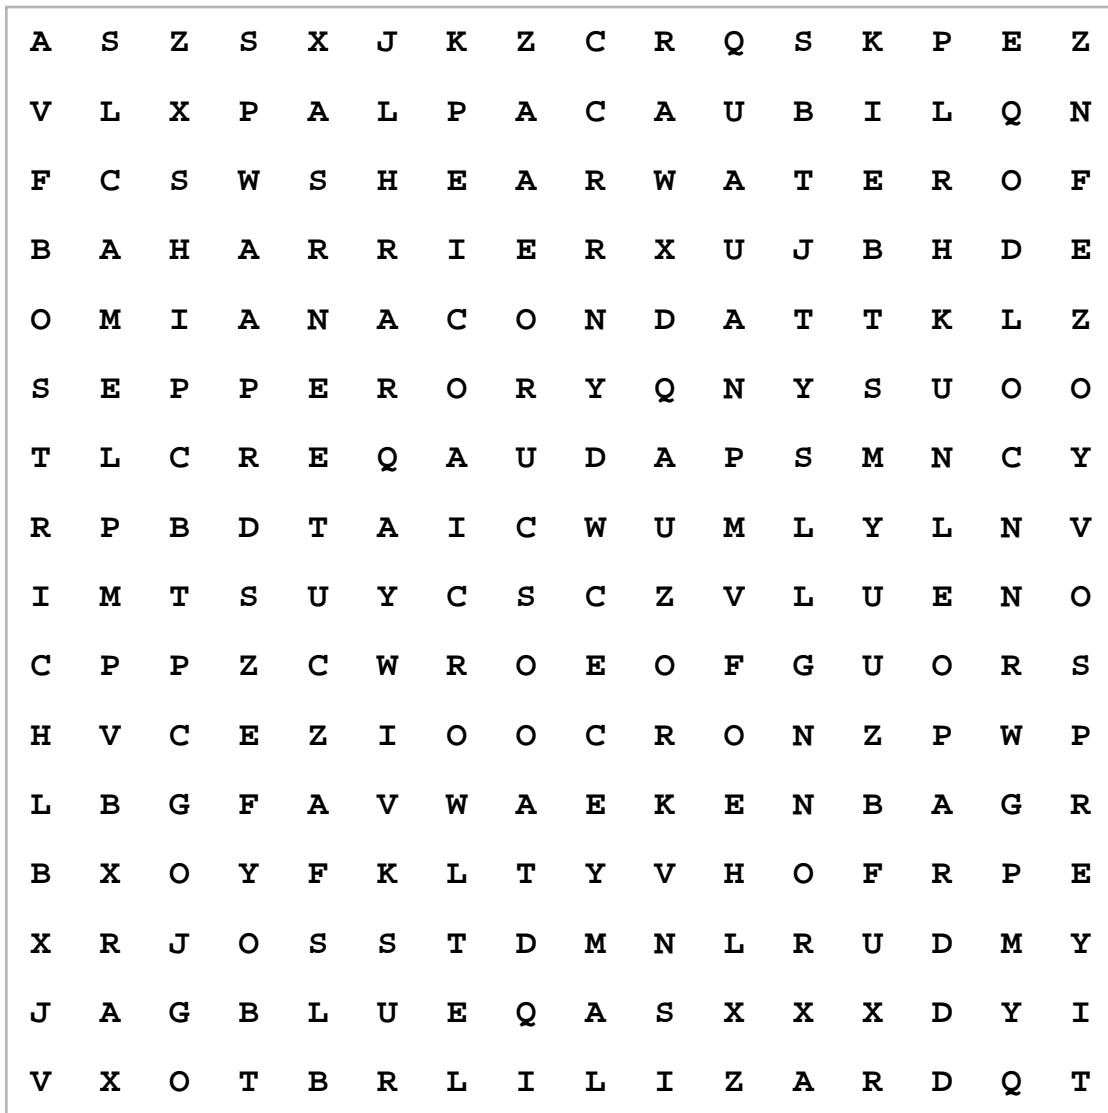 A S Z S X J K Z C R Q S K P E Z
V L X P A L P A C A U B I L Q N
F C S W S H E A R W A T E R O F
B A H A R R I E R X U J B H D E
O M I A N A C O N D A T T K L Z
S E P P E R O R Y Q N Y S U O O
T L C R E Q A U D A P S M N C Y
R P B D T A I C W U M L Y L N V
I M T S U Y C S C Z V L U E N O
C P P Z C W R O E O F G U O R S
H V C E Z I O O C R O N Z P W P
L B G F A V W A E K E N B A G R
B X O Y F K L T Y V H O F R P E
X R J O S S T D M N L R U D M Y
J A G B L U E Q A S X X X D Y I
V X O T B R L I L I Z A R D Q T